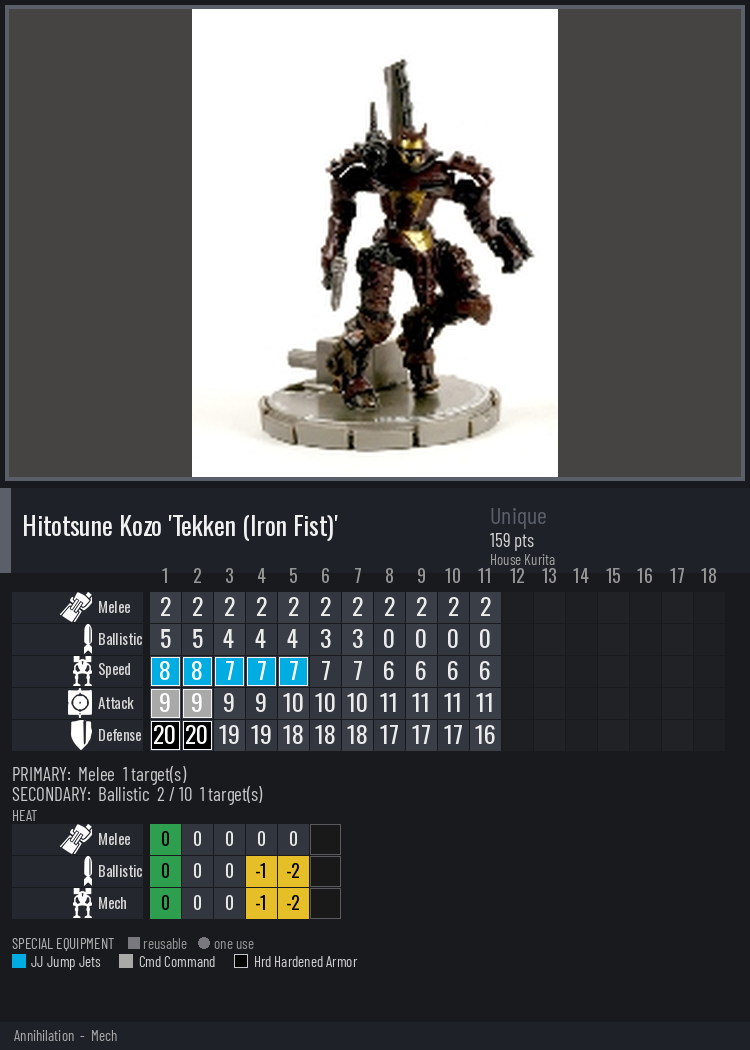 Hitotsune Kozo 'Tekken (Iron Fist)'
Unique
159 pts
House Kurita
1 2 3 4 5 6 7 8 9 10 11 12 13 14 15 16 17 18
Melee 2 2 2 2 2 2 2 2 2 2 2
Ballistic 5 5 4 4 4 3 3 0 0 0 0
Speed 8 8 7 7 7 7 7 6 6 6 6
Attack 9 9 9 9 10 10 10 11 11 11 11
Defense 20 20 19 19 18 18 18 17 17 17 16
PRIMARY: Melee 1 target(s)
SECONDARY: Ballistic 2 / 10 1 target(s)
HEAT
Melee 0 0 0 0 0
Ballistic 0 0 0 -1 -2
Mech 0 0 0 -1 -2
SPECIAL EQUIPMENT reusable one use
JJ Jump Jets Cmd Command Hrd Hardened Armor
Annihilation - Mech